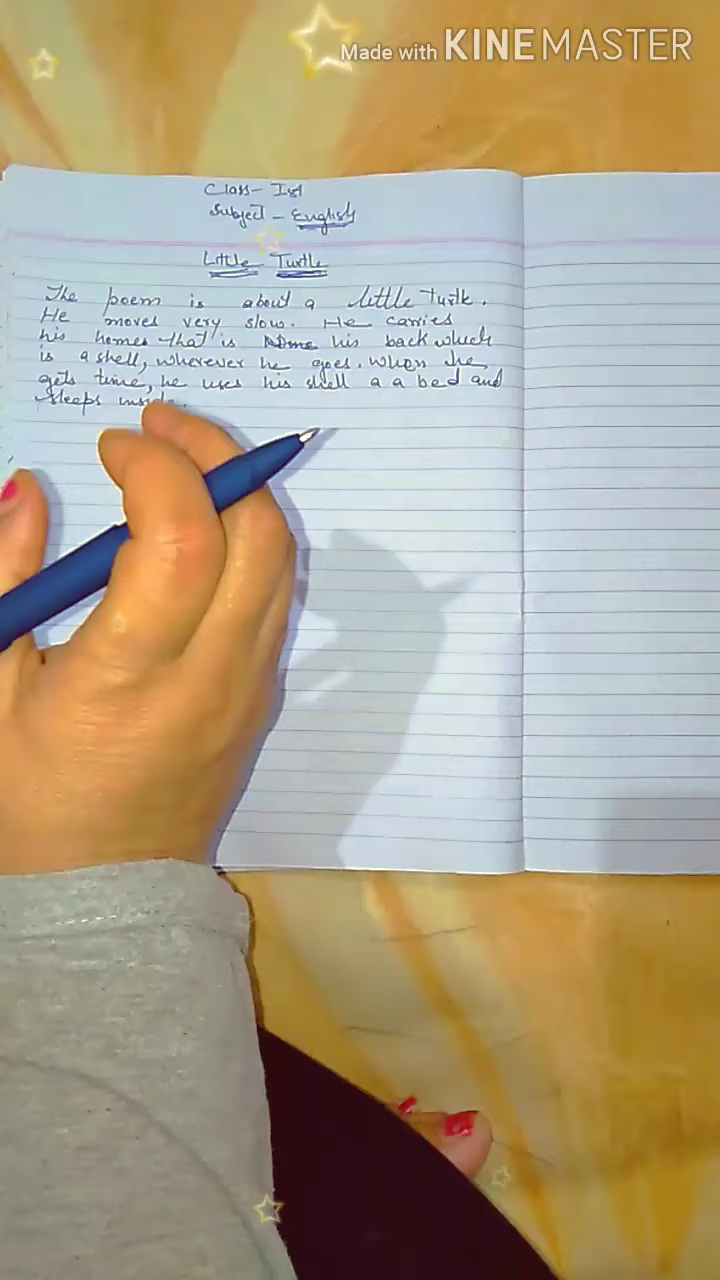 Made with KINEMASTER
Class- Ist
Subject - English
Little Turtle
The poem is about a little Turtle.
He moves very slow. He carries
his homes that is his back which
is a shell, wherever he goes. When he
gets time, he uses his shell a a bed and
sleeps inside.